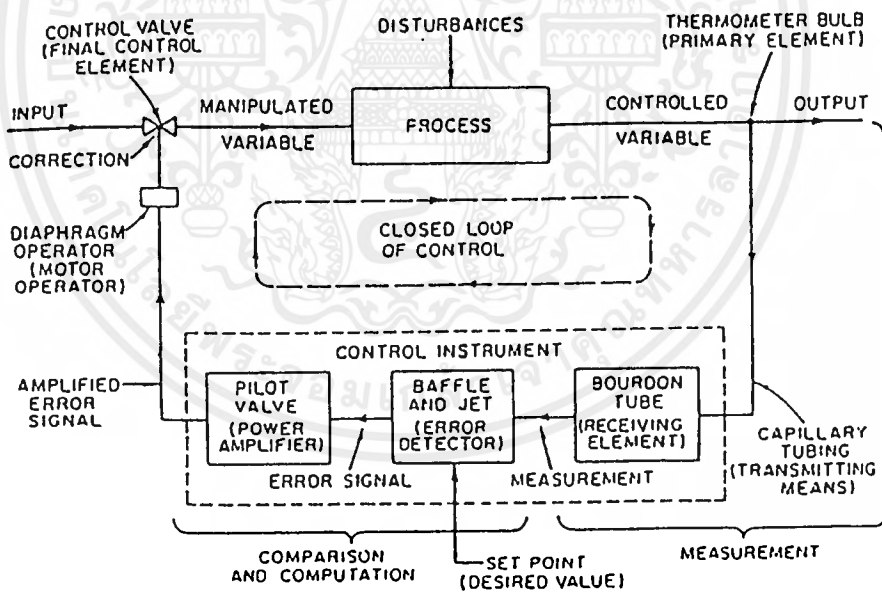 CONTROL VALVE
(FINAL CONTROL
ELEMENT)
DISTURBANCES
THERMOMETER BULB
(PRIMARY ELEMENT)
INPUT
MANIPULATED
VARIABLE
PROCESS
CONTROLLED
VARIABLE
OUTPUT
CORRECTION
DIAPHRAGM
OPERATOR
(MOTOR
OPERATOR)
CLOSED LOOP
OF CONTROL
CONTROL INSTRUMENT
AMPLIFIED
ERROR
SIGNAL
PILOT
VALVE
(POWER
AMPLIFIER)
BAFFLE
AND JET
(ERROR
DETECTOR)
BOURDON
TUBE
(RECEIVING
ELEMENT)
ERROR SIGNAL
MEASUREMENT
CAPILLARY
TUBING
(TRANSMITTING
MEANS)
COMPARISON
AND COMPUTATION
SET POINT
(DESIRED VALUE)
MEASUREMENT